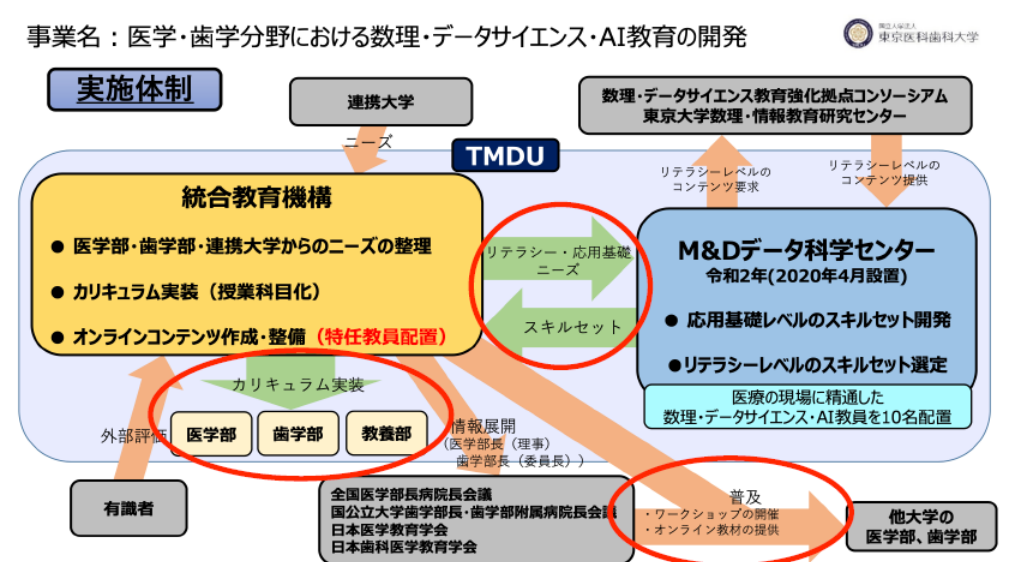 事業名：医学・歯学分野における数理・データサイエンス・AI教育の開発
国立大学法人
東京医科歯科大学
実施体制
連携大学
数理・データサイエンス教育強化拠点コンソーシアム
東京大学数理・情報教育研究センター
ニーズ
TMDU
リテラシーレベルの
コンテンツ要求
リテラシーレベルの
コンテンツ提供
統合教育機構
● 医学部・歯学部・連携大学からのニーズの整理
● カリキュラム実装（授業科目化）
● オンラインコンテンツ作成・整備（特任教員配置）
リテラシー・応用基礎
ニーズ
スキルセット
M&Dデータ科学センター
令和2年(2020年4月設置)
● 応用基礎レベルのスキルセット開発
●リテラシーレベルのスキルセット選定
医療の現場に精通した
数理・データサイエンス・AI教員を10名配置
カリキュラム実装
医学部
歯学部
教養部
外部評価
情報展開
（医学部長（理事）
歯学部長（委員長））
有識者
全国医学部長病院長会議
国公立大学歯学部長・歯学部附属病院長会議
日本医学教育学会
日本歯科医学教育学会
普及
・ワークショップの開催
・オンライン教材の提供
他大学の
医学部、歯学部